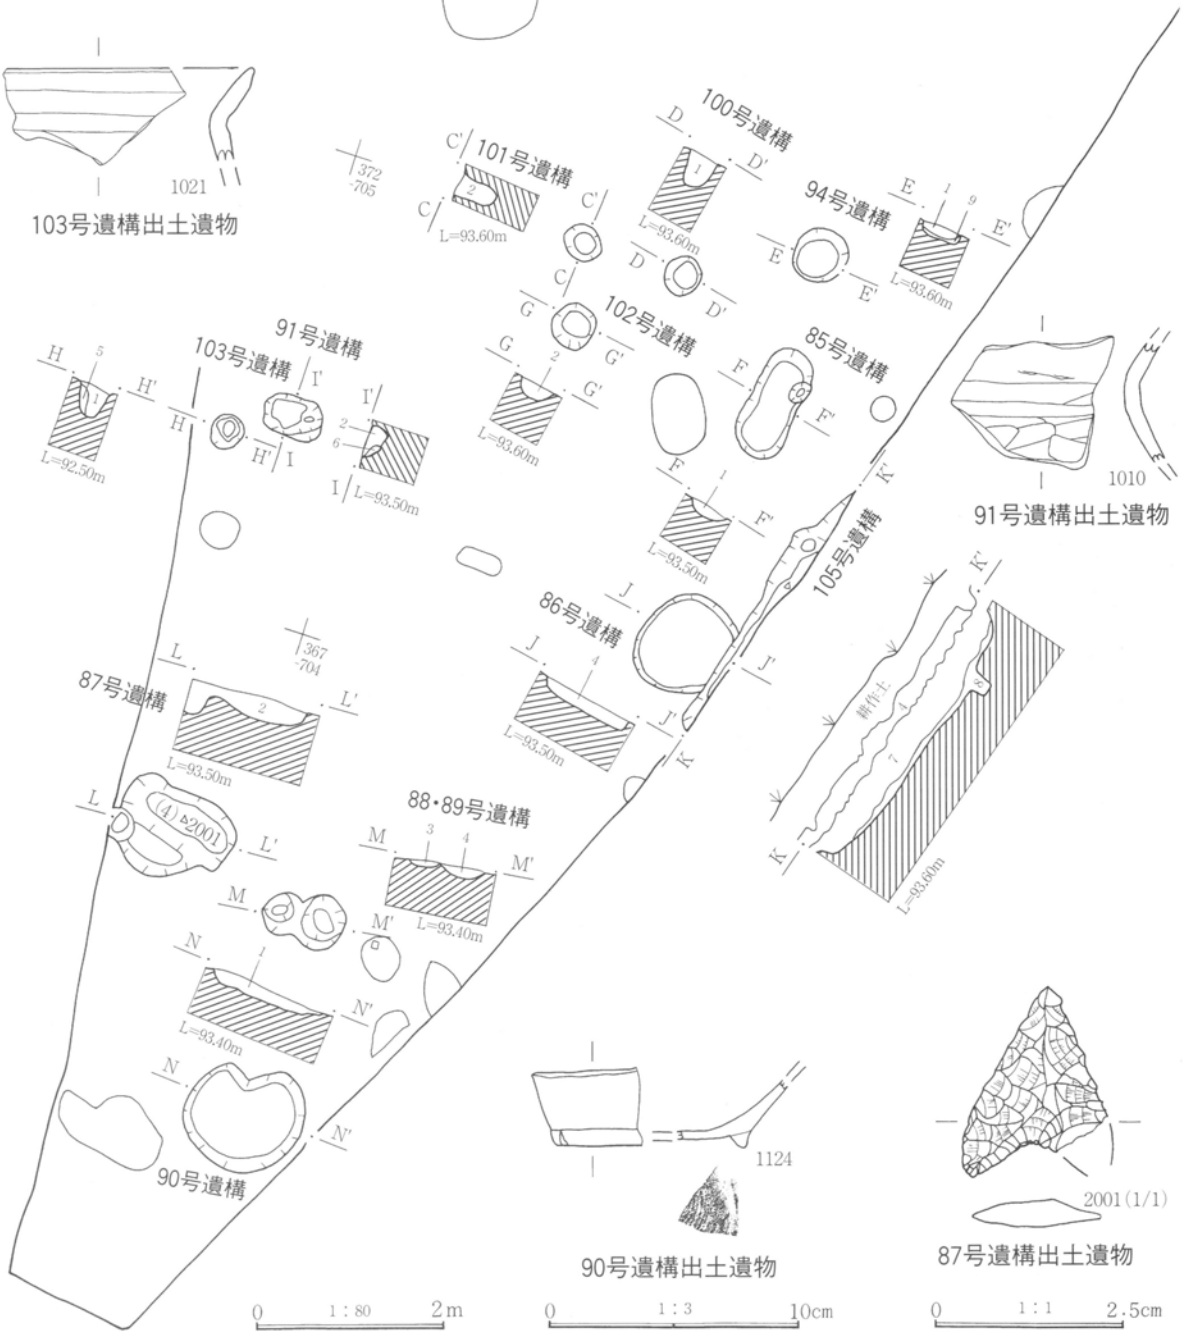 1021
103号遺構出土遺物
372
-705
C'
101号遺構
2
C
L=93.60m
C'
C
D
100号遺構
1
D'
L=93.60m
D
D'
94号遺構
E
1
9
E'
L=93.60m
E
E'
G
102号遺構
G'
G
2
G'
L=93.60m
85号遺構
F
F'
F
1
F'
L=93.50m
H
5
1
H'
L=92.50m
103号遺構
91号遺構
H
H'
I'
I
I'
2
6
I
L=93.50m
1010
91号遺構出土遺物
K'
105号遺構
K
K'
耕作土
4
7
8
K
L=93.60m
86号遺構
J
J'
J
4
J'
L=93.50m
367
-704
87号遺構
L
2
L'
L=93.50m
L
(4)
2001
L'
88・89号遺構
M
3
4
M'
L=93.40m
M
M'
N
1
N'
L=93.40m
N
N'
90号遺構
1124
90号遺構出土遺物
2001(1/1)
87号遺構出土遺物
0 1:80 2m
0 1:3 10cm
0 1:1 2.5cm